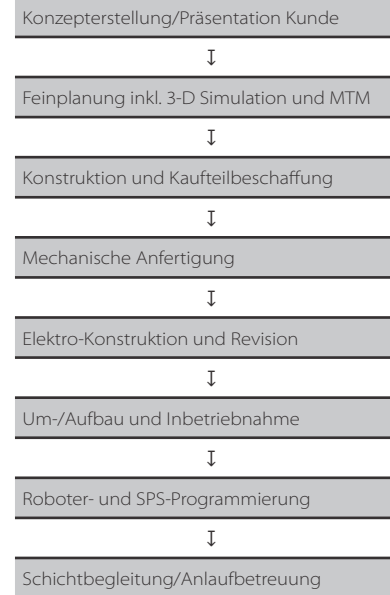 Konzepterstellung/Präsentation Kunde
Feinplanung inkl. 3-D Simulation und MTM
Konstruktion und Kaufteilbeschaffung
Mechanische Anfertigung
Elektro-Konstruktion und Revision
Um-/Aufbau und Inbetriebnahme
Roboter- und SPS-Programmierung
Schichtbegleitung/Anlaufbetreuung